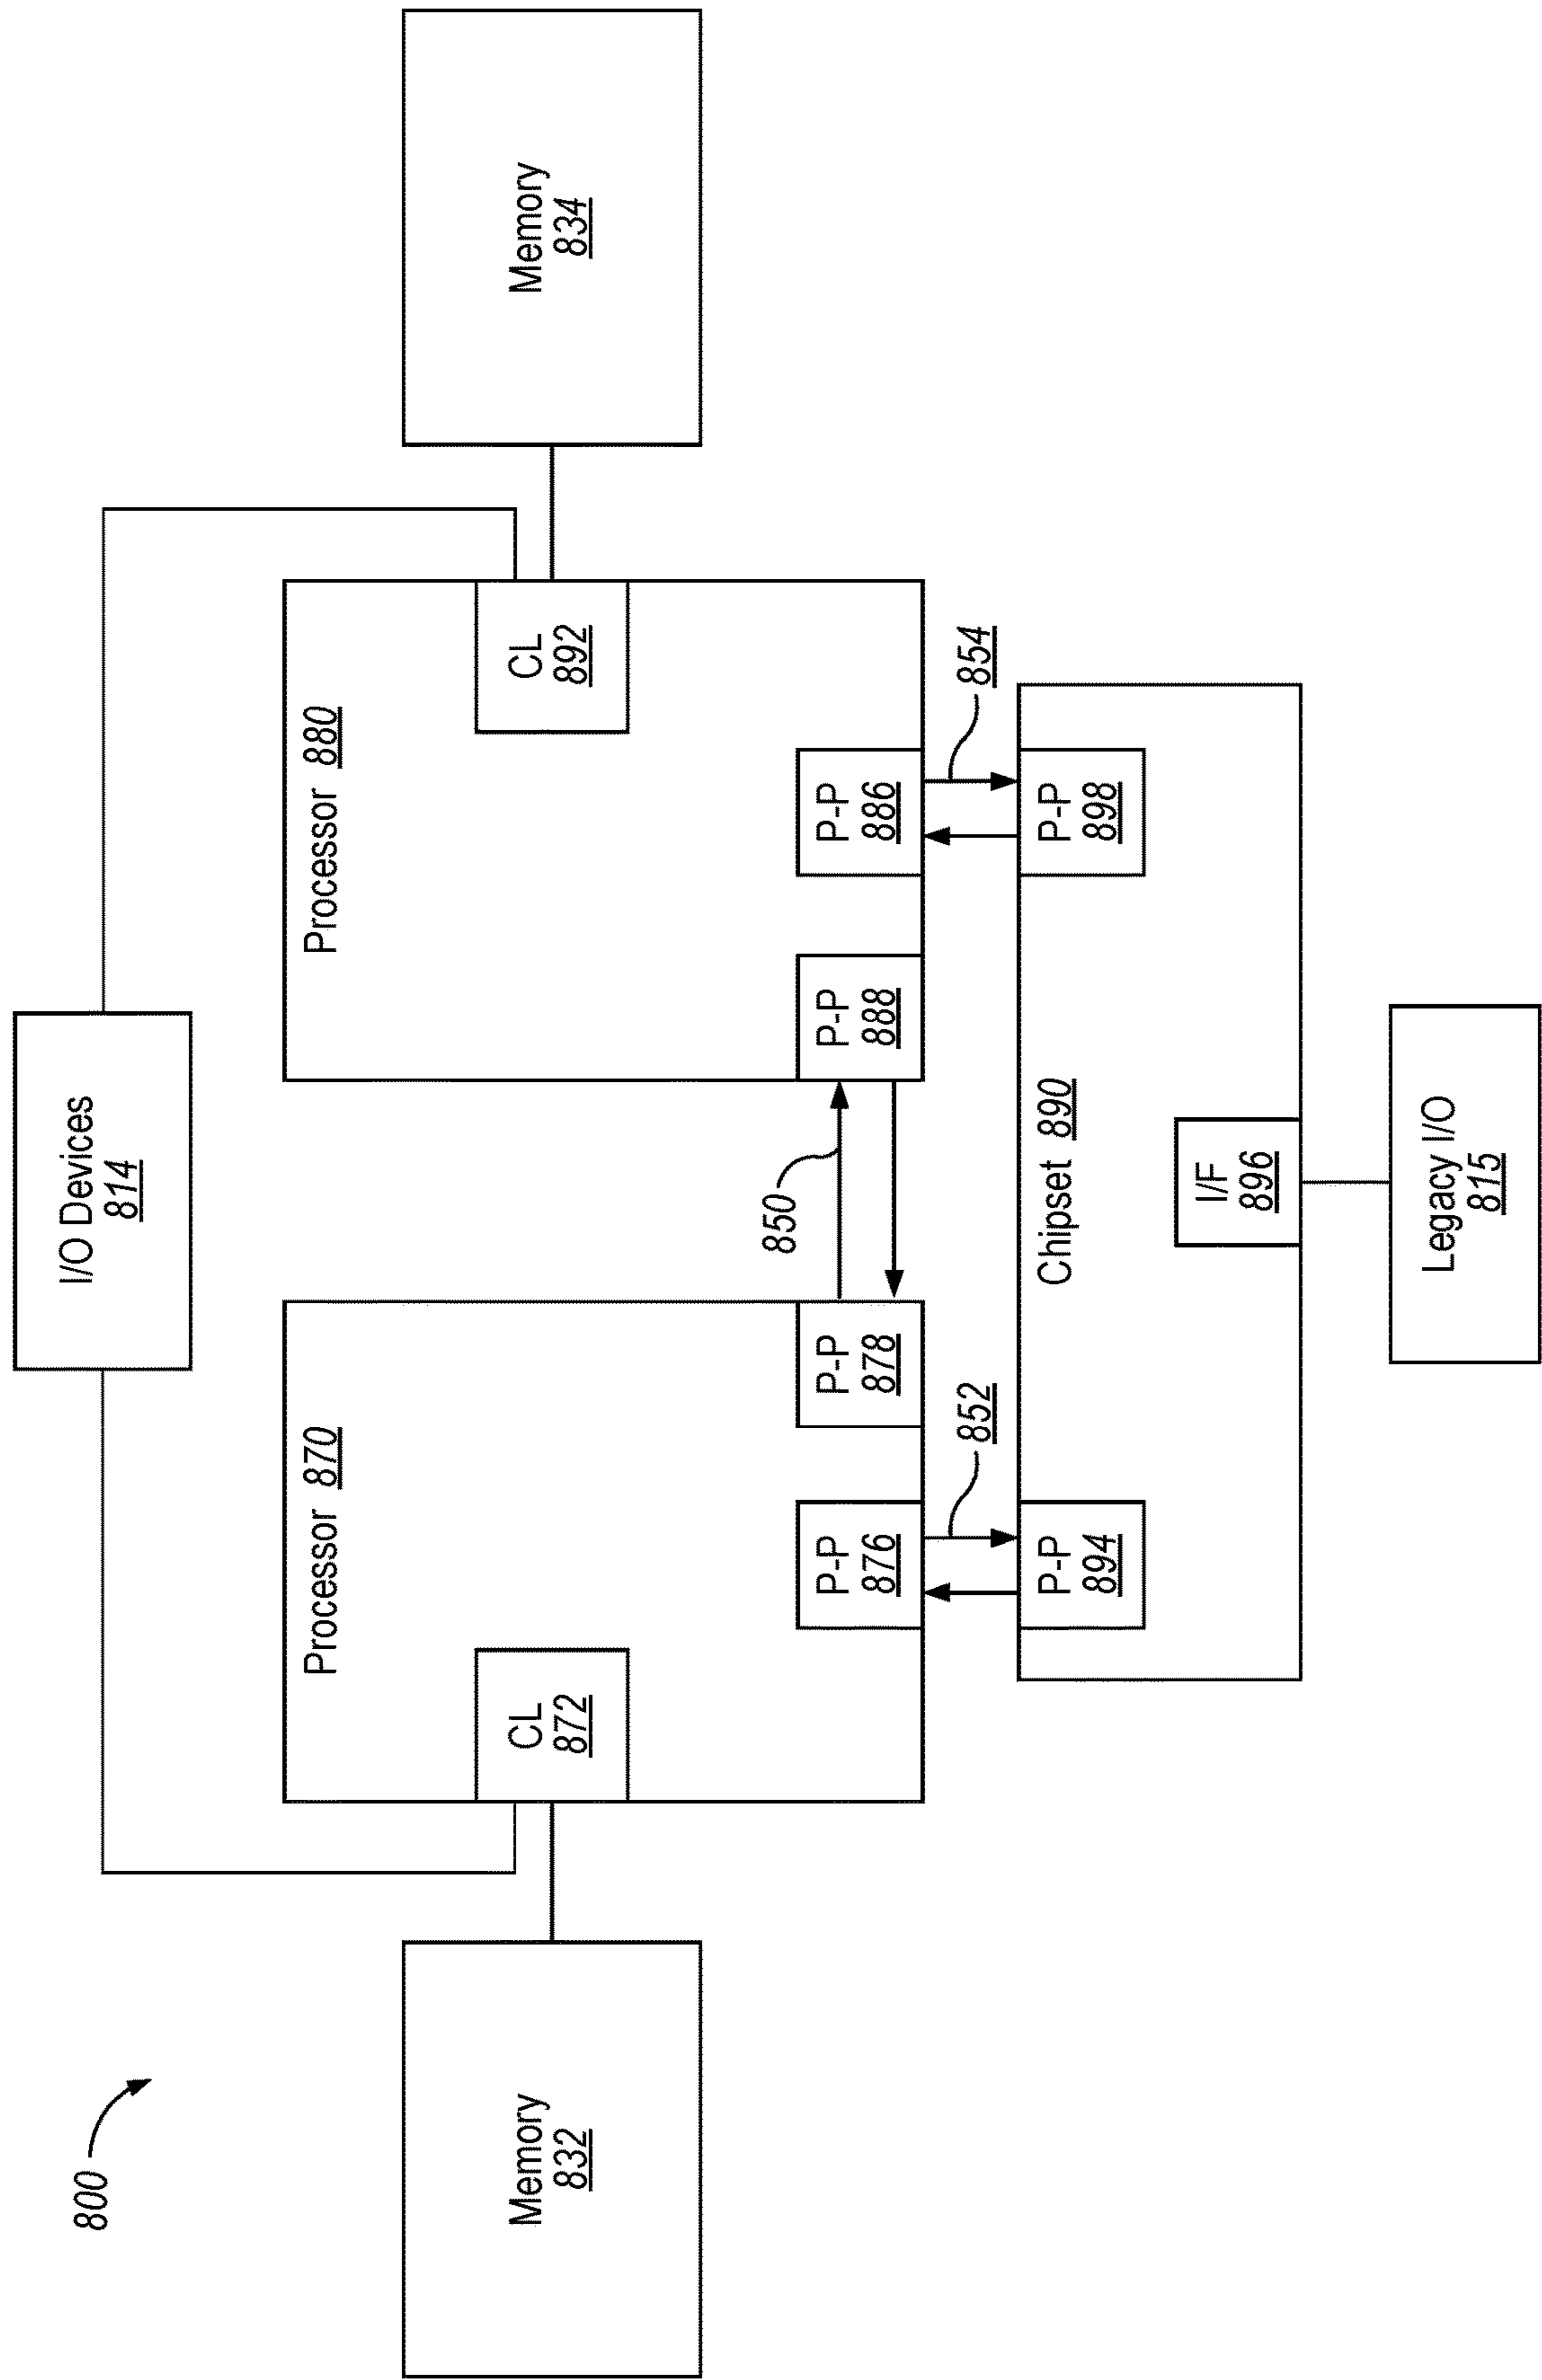 800
I/O Devices
814
Processor 870
Processor 880
Memory
832
CL
872
CL
892
Memory
834
850
P-P
876
P-P
878
P-P
888
P-P
886
852
854
P-P
894
Chipset 890
P-P
898
I/F
896
Legacy I/O
815